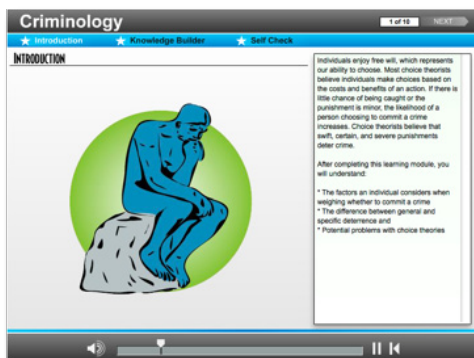 Criminology
1 of 10
NEXT
Introduction
Knowledge Builder
Self Check
INTRODUCTION
Individuals enjoy free will, which represents
our ability to choose. Most choice theorists
believe individuals make choices based on
the costs and benefits of an action. If there is
little chance of being caught or the
punishment is minor, the likelihood of a
person choosing to commit a crime
increases. Choice theorists believe that
swift, certain, and severe punishments
deter crime.
After completing this learning module, you
will understand:
* The factors an individual considers when
weighing whether to commit a crime
* The difference between general and
specific deterrence and
* Potential problems with choice theories